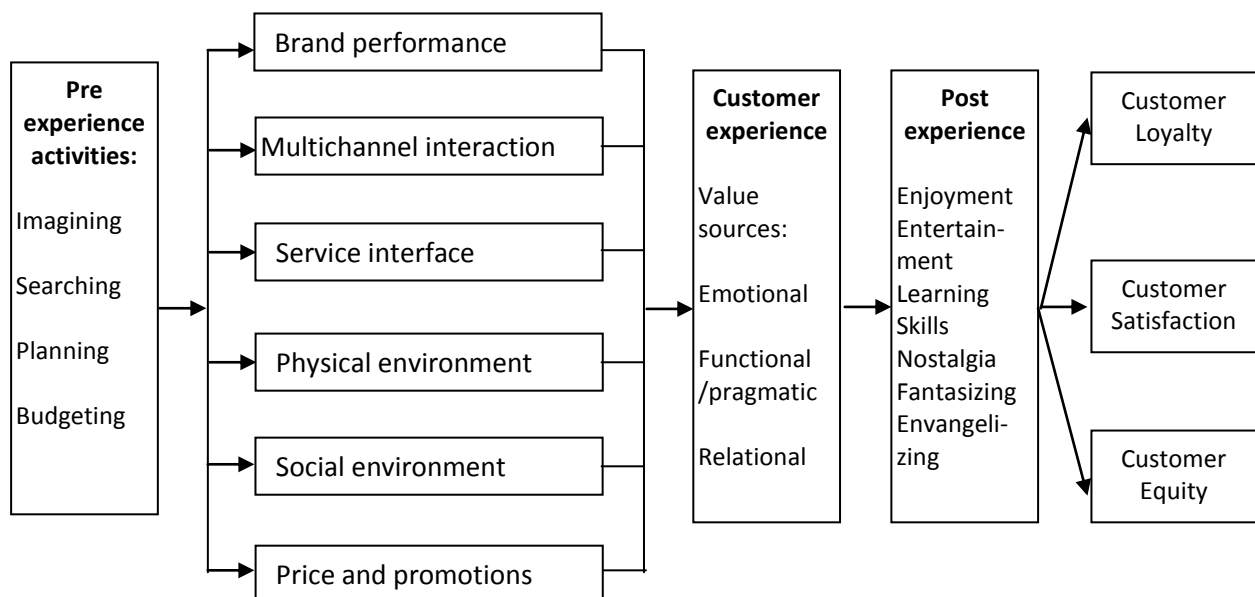 Pre
experience
activities:
Imagining
Searching
Planning
Budgeting
Brand performance
Multichannel interaction
Service interface
Physical environment
Social environment
Price and promotions
Customer
experience
Value
sources:
Emotional
Functional
/pragmatic
Relational
Post
experience
Enjoyment
Entertain-
ment
Learning
Skills
Nostalgia
Fantasizing
Envangeli-
zing
Customer
Loyalty
Customer
Satisfaction
Customer
Equity